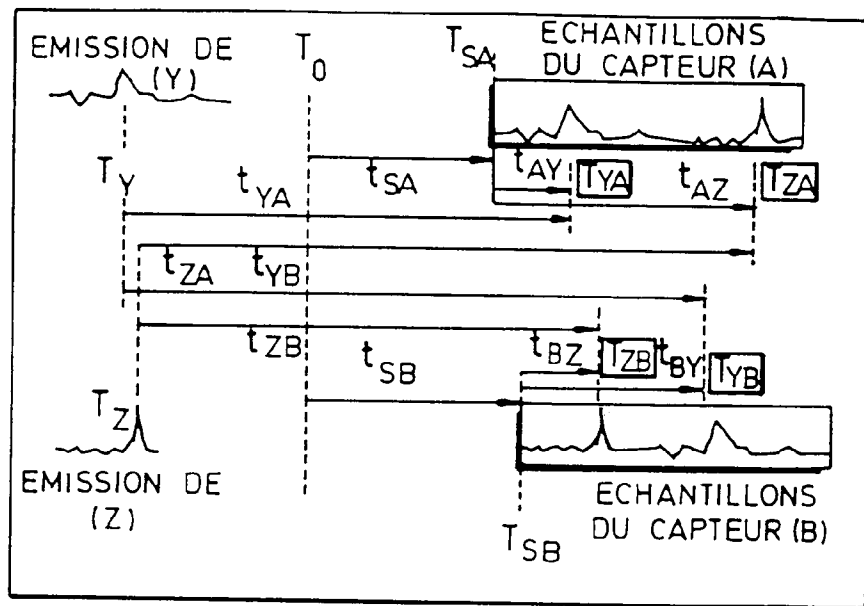 EMISSION DE
(Y)
T0
TSA
ECHANTILLONS
DU CAPTEUR (A)
TY
tYA
tSA
tAY
TYA
tAZ
TZA
tZA
tYB
tZB
tSB
tBZ
TZB
tBY
TYB
TZ
EMISSION DE
(Z)
TSB
ECHANTILLONS
DU CAPTEUR (B)